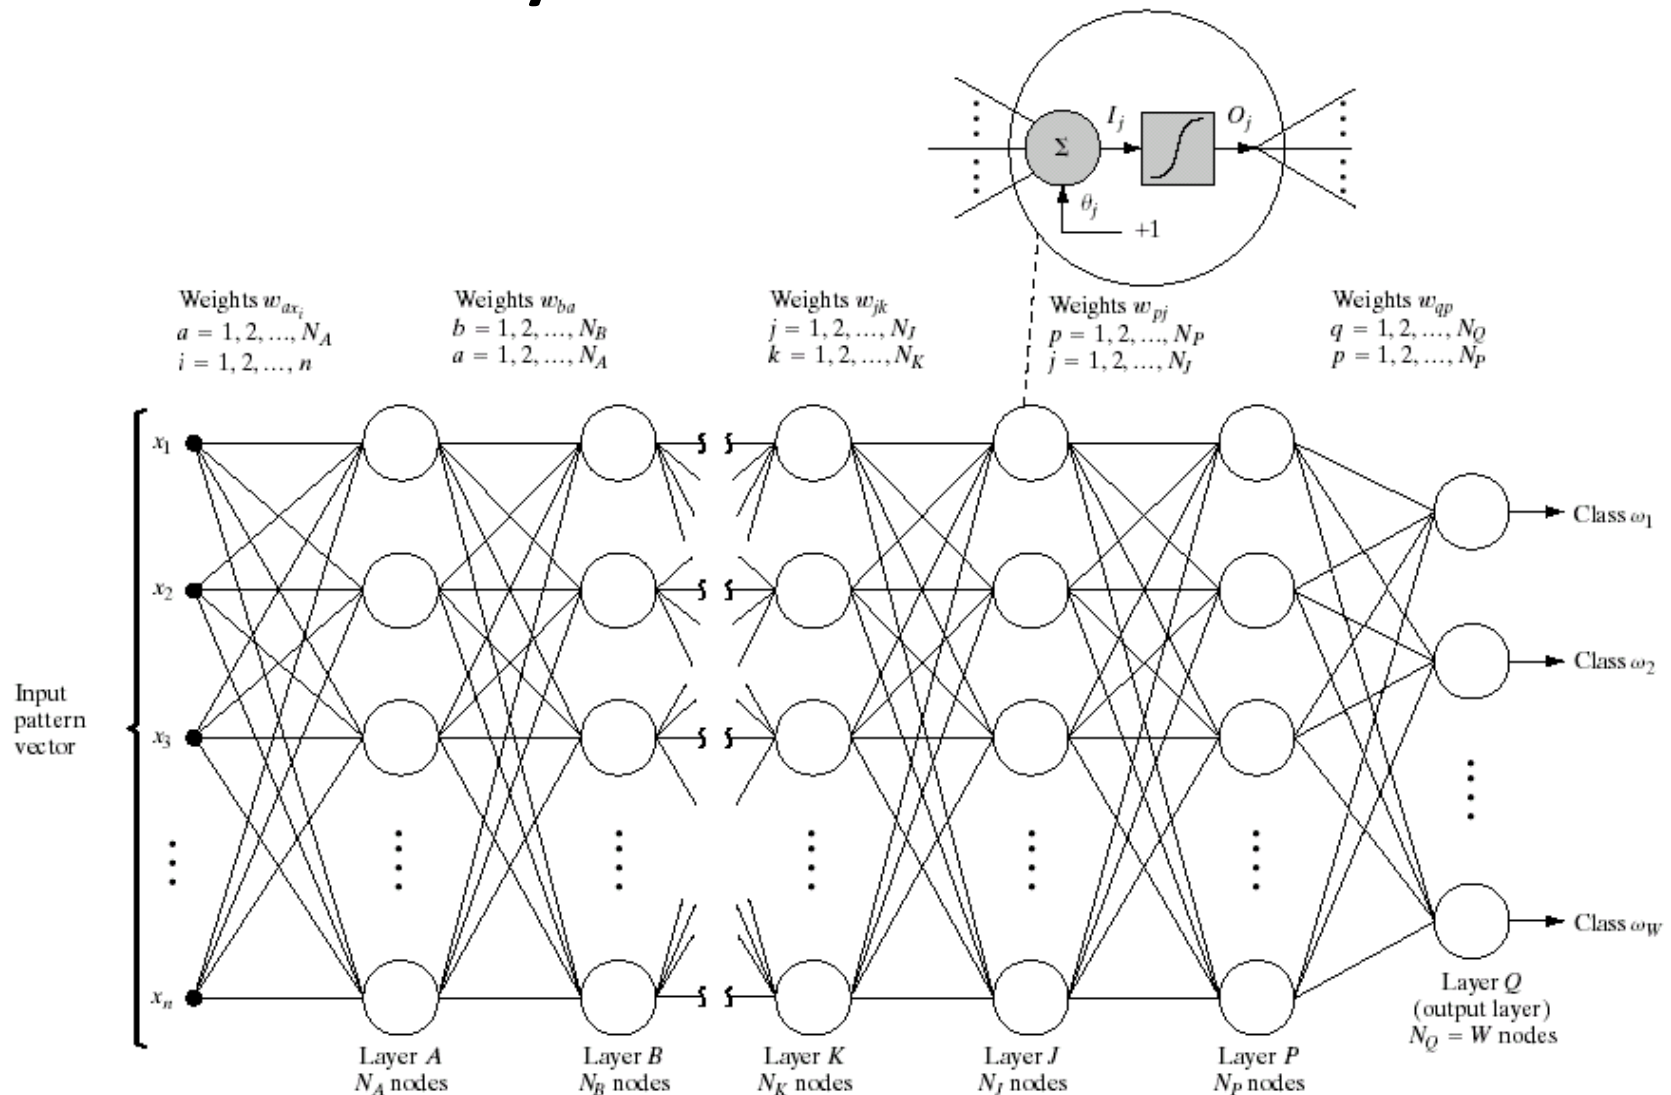 I_j
O_j
Σ
θ_j
+1
Weights w_{ax_i}
a = 1, 2, ..., N_A
i = 1, 2, ..., n
Weights w_{ba}
b = 1, 2, ..., N_B
a = 1, 2, ..., N_A
Weights w_{jk}
j = 1, 2, ..., N_J
k = 1, 2, ..., N_K
Weights w_{pj}
p = 1, 2, ..., N_P
j = 1, 2, ..., N_J
Weights w_{qp}
q = 1, 2, ..., N_Q
p = 1, 2, ..., N_P
Input
pattern
vector
x_1
x_2
x_3
x_n
Class ω_1
Class ω_2
Class ω_W
Layer A
N_A nodes
Layer B
N_B nodes
Layer K
N_K nodes
Layer J
N_J nodes
Layer P
N_P nodes
Layer Q
(output layer)
N_Q = W nodes